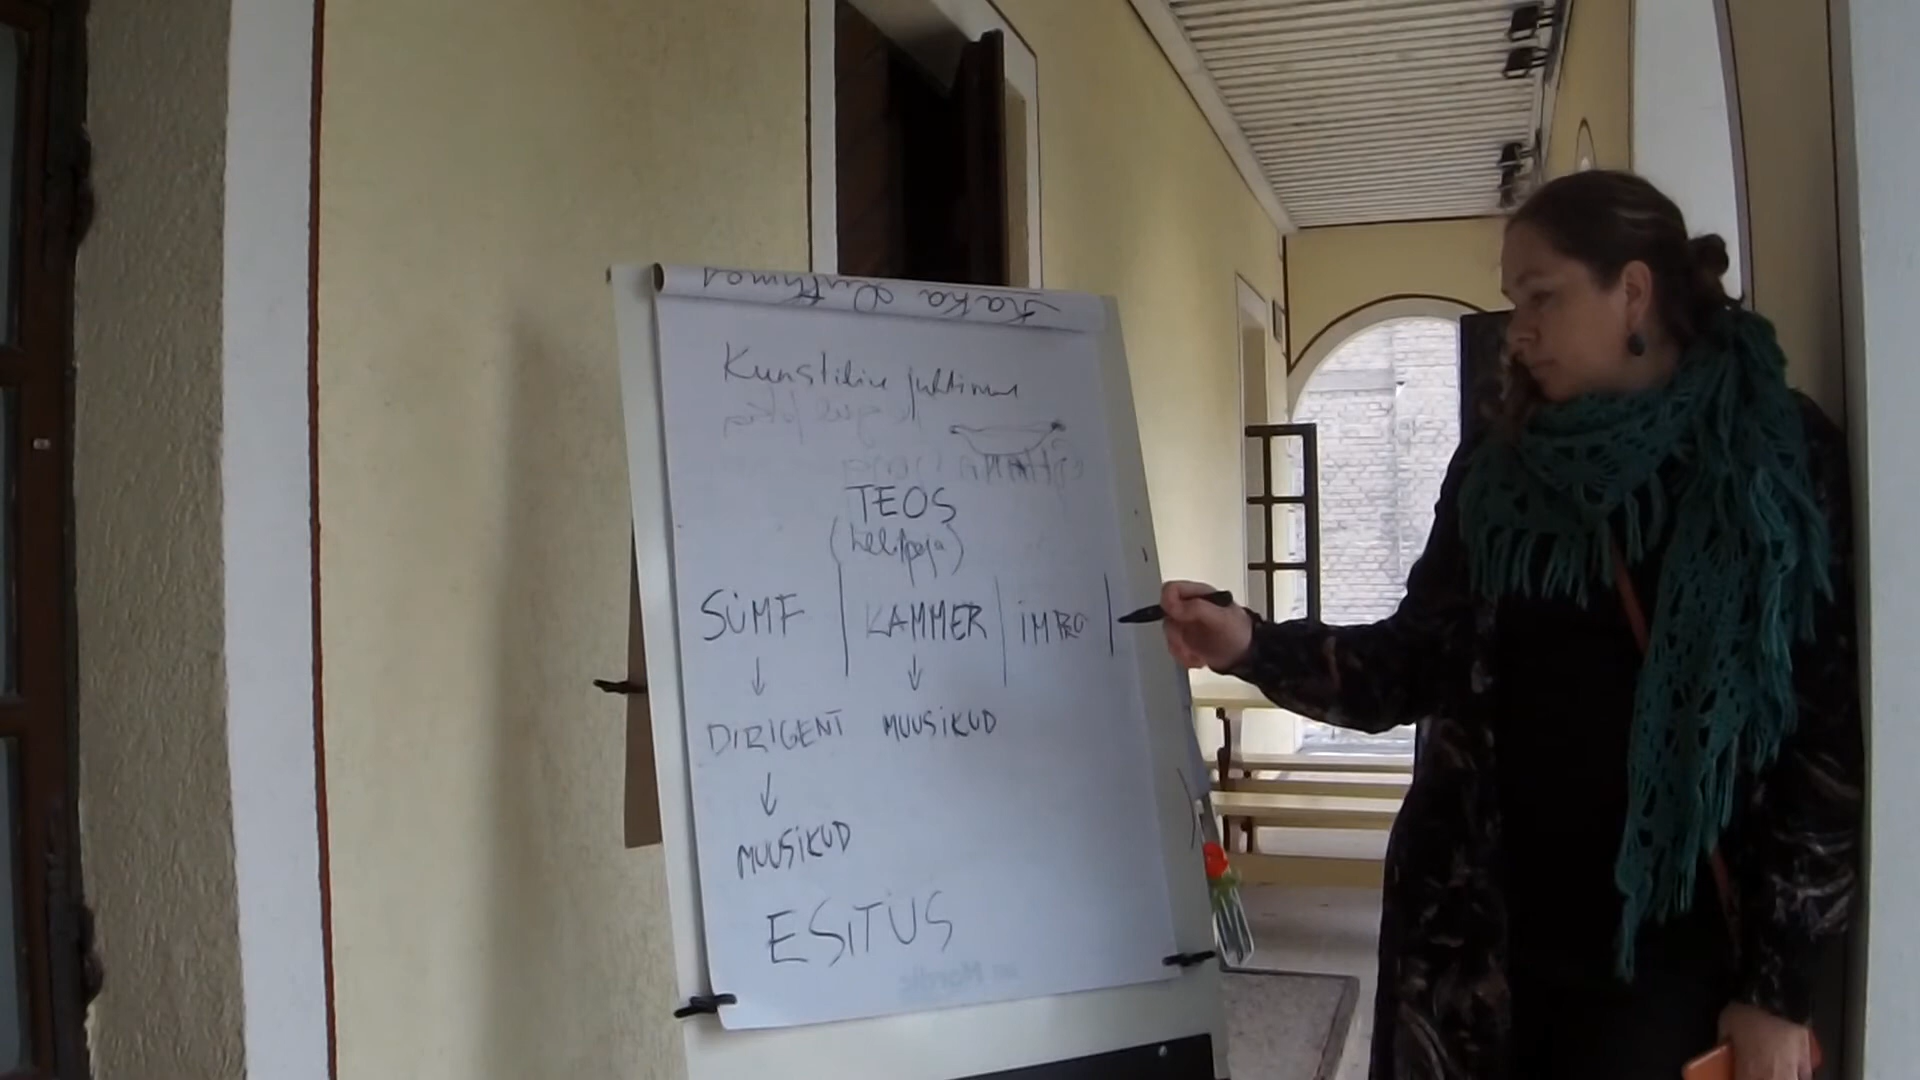 Kunstiline juhtimine
TEOS
(helilooja)
SÜMF | KAMMER | IMPRO |
↓ ↓
DIRIGENT MUUSIKUD
↓
MUUSIKUD
ESITUS